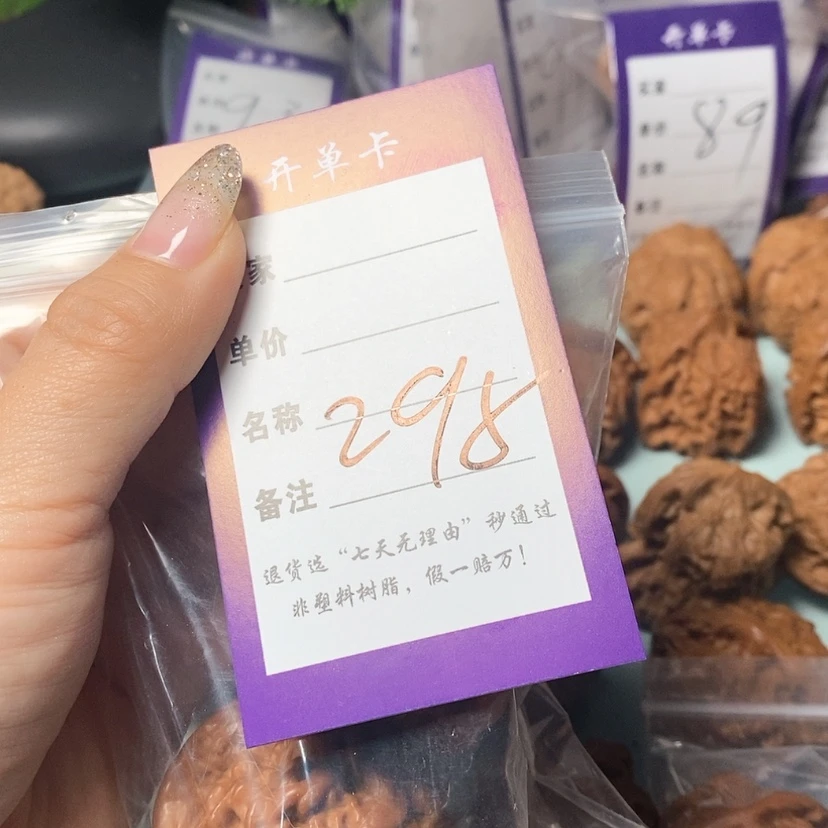 开单卡
家
单价
名称 298
备注
退货选“七天无理由”秒通过
非塑料树脂，假一赔万！
开单卡
89